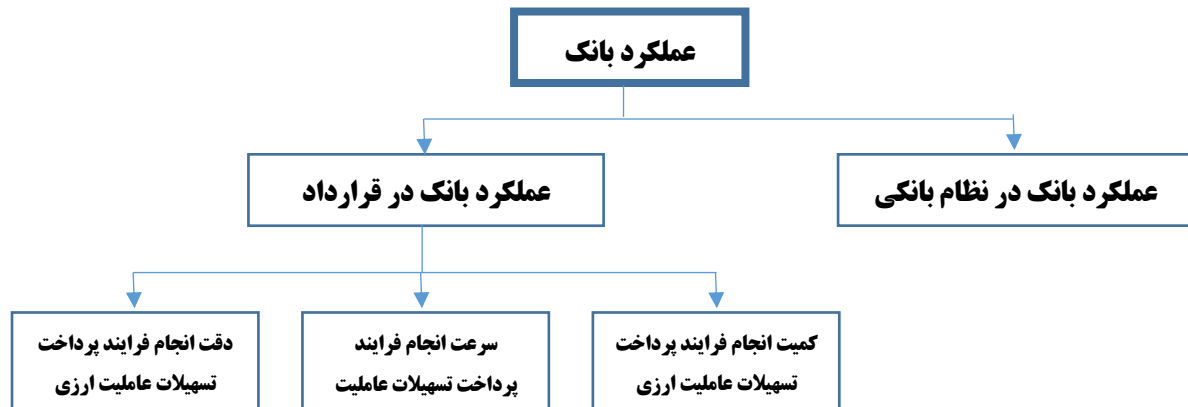 عملکرد بانک
عملکرد بانک در نظام بانکی
عملکرد بانک در قرارداد
کمیت انجام فرایند پرداخت
تسهیلات عاملیت ارزی
سرعت انجام فرایند
پرداخت تسهیلات عاملیت
دقت انجام فرایند پرداخت
تسهیلات عاملیت ارزی